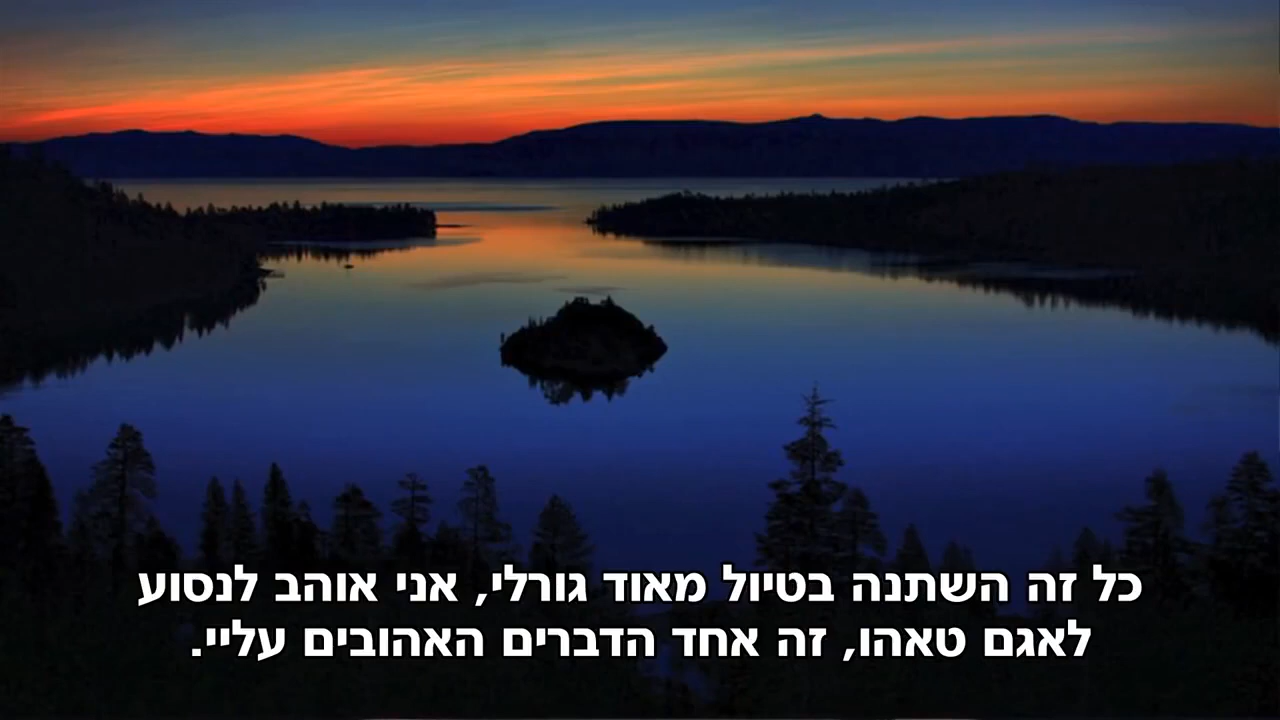 כל זה השתנה בטיול מאוד גורלי, אני אוהב לנסוע
לאגם טאהו, זה אחד הדברים האהובים עליי.